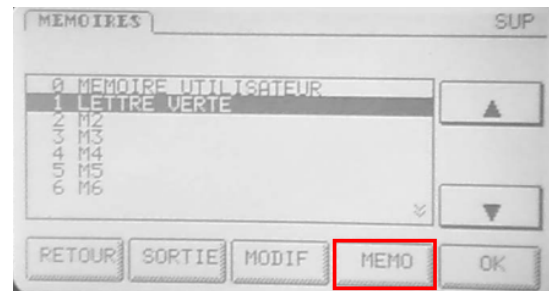 MEMOIRES SUP
0 MEMOIRE UTILISATEUR
1 LETTRE VERTE
2 M2
3 M3
4 M4
5 M5
6 M6
RETOUR SORTIE MODIF MEMO OK